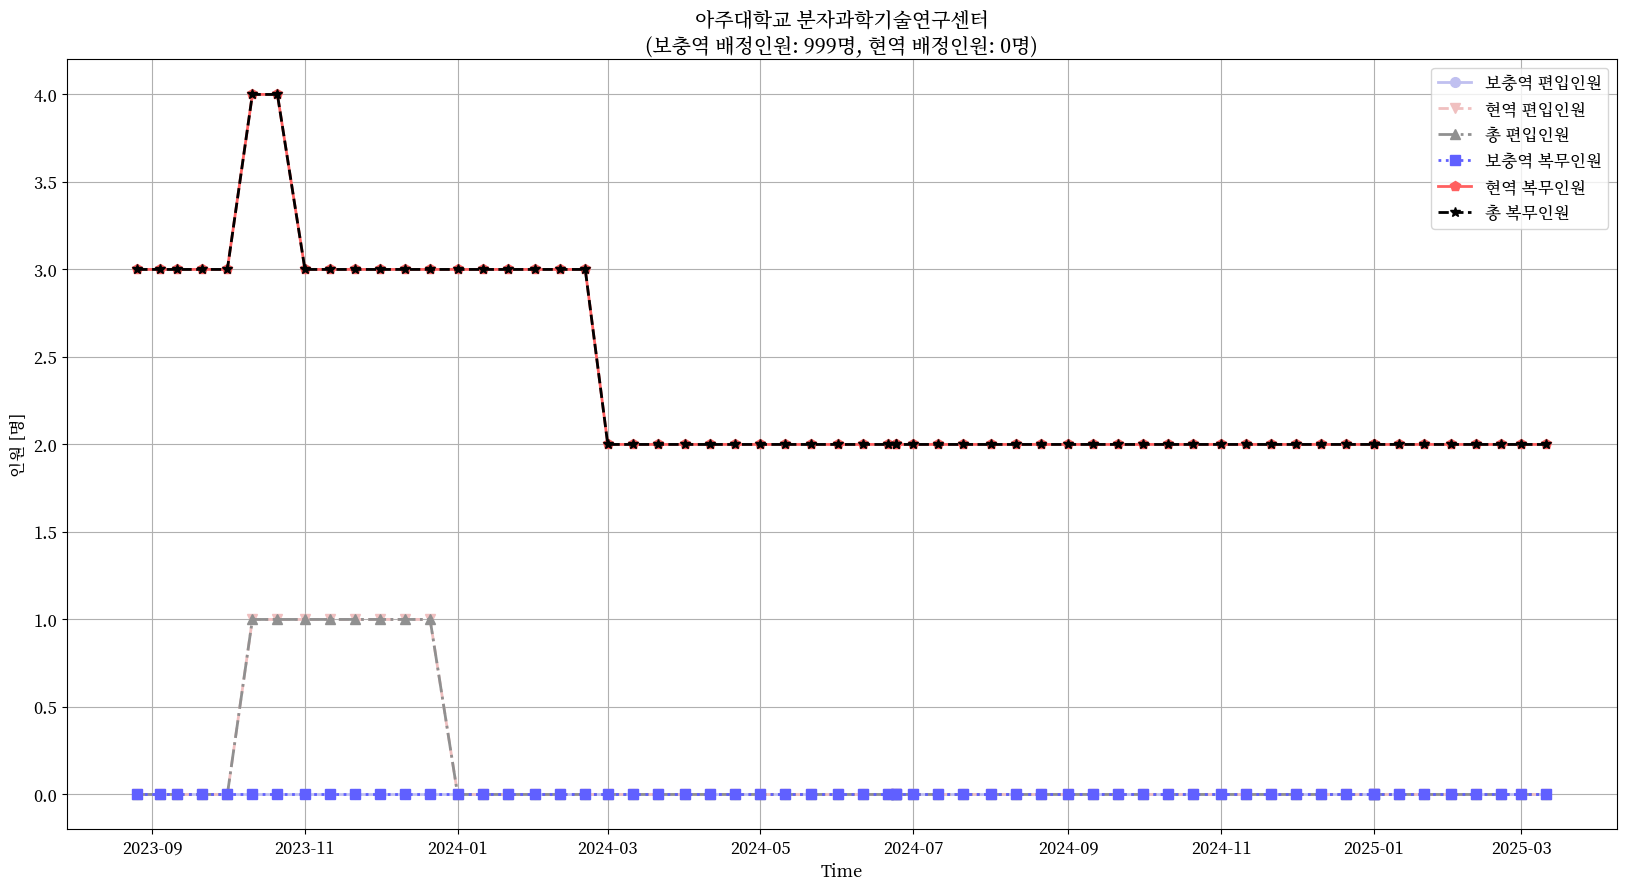 아주대학교 분자과학기술연구센터
(보충역 배정인원: 999명, 현역 배정인원: 0명)
보충역 편입인원
현역 편입인원
총 편입인원
보충역 복무인원
현역 복무인원
총 복무인원
4.0
3.5
3.0
2.5
2.0
1.5
1.0
0.5
0.0
인원 [명]
2023-09 2023-11 2024-01 2024-03 2024-05 2024-07 2024-09 2024-11 2025-01 2025-03
Time